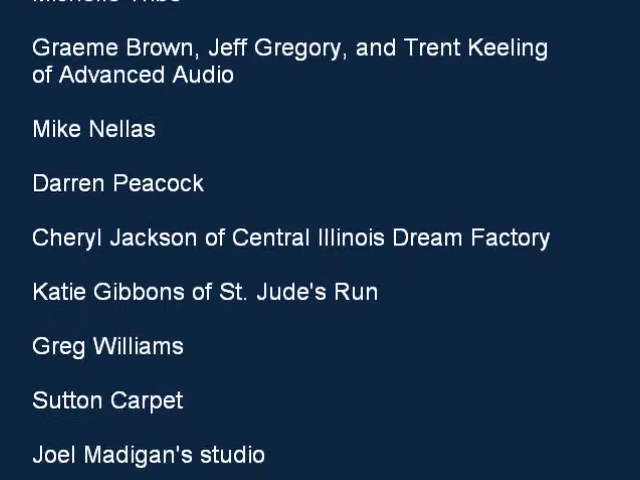 Graeme Brown, Jeff Gregory, and Trent Keeling
of Advanced Audio
Mike Nellas
Darren Peacock
Cheryl Jackson of Central Illinois Dream Factory
Katie Gibbons of St. Jude's Run
Greg Williams
Sutton Carpet
Joel Madigan's studio